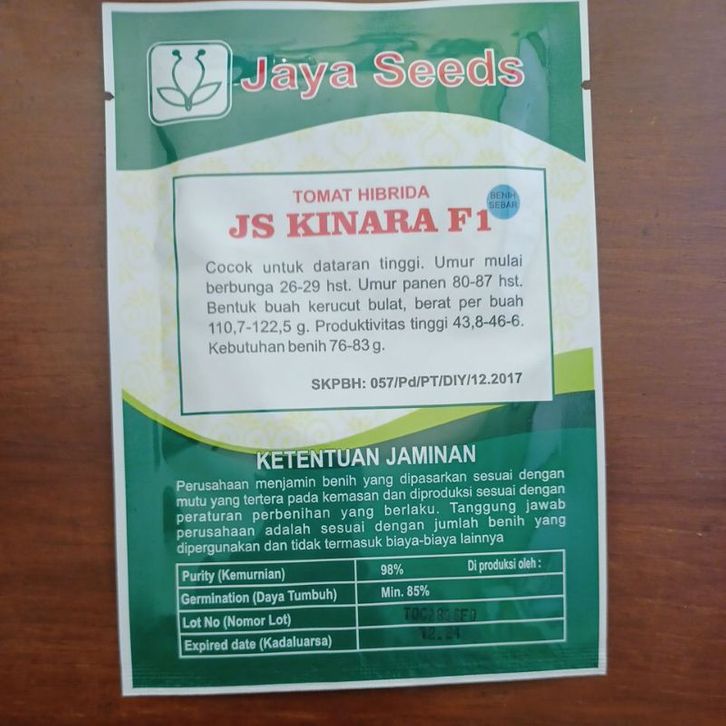 Jaya Seeds
TOMAT HIBRIDA
BENIH
SEBAR
JS KINARA F1
Cocok untuk dataran tinggi. Umur mulai
berbunga 26-29 hst. Umur panen 80-87 hst.
Bentuk buah kerucut bulat, berat per buah
110,7-122,5 g. Produktivitas tinggi 43,8-46-6.
Kebutuhan benih 76-83 g.
SKPBH: 057/Pd/PT/DIY/12.2017
KETENTUAN JAMINAN
Perusahaan menjamin benih yang dipasarkan sesuai dengan
mutu yang tertera pada kemasan dan diproduksi sesuai dengan
peraturan perbenihan yang berlaku. Tanggung jawab
perusahaan adalah sesuai dengan jumlah benih yang
dipergunakan dan tidak termasuk biaya-biaya lainnya
Purity (Kemurnian) 98% Di produksi oleh :
Germination (Daya Tumbuh) Min. 85%
Lot No (Nomor Lot)
Expired date (Kadaluarsa) 12.24